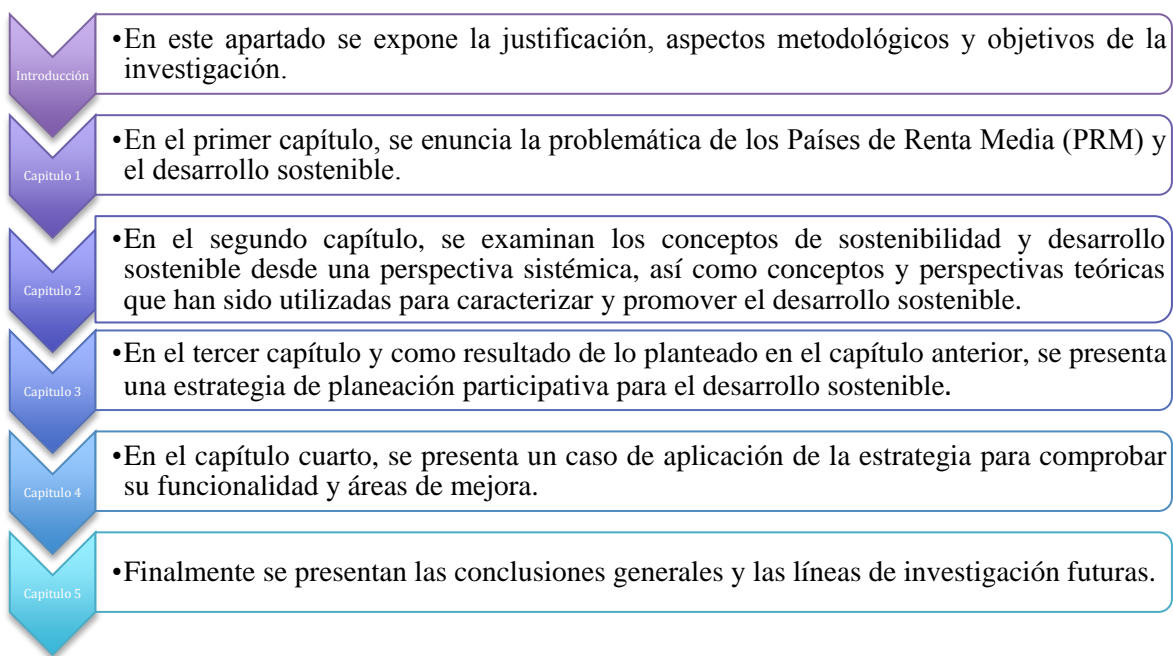 Introducción
•En este apartado se expone la justificación, aspectos metodológicos y objetivos de la
investigación.
Capitulo 1
•En el primer capítulo, se enuncia la problemática de los Países de Renta Media (PRM) y
el desarrollo sostenible.
Capitulo 2
•En el segundo capítulo, se examinan los conceptos de sostenibilidad y desarrollo
sostenible desde una perspectiva sistémica, así como conceptos y perspectivas teóricas
que han sido utilizadas para caracterizar y promover el desarrollo sostenible.
Capitulo 3
•En el tercer capítulo y como resultado de lo planteado en el capítulo anterior, se presenta
una estrategia de planeación participativa para el desarrollo sostenible.
Capitulo 4
•En el capítulo cuarto, se presenta un caso de aplicación de la estrategia para comprobar
su funcionalidad y áreas de mejora.
Capitulo 5
•Finalmente se presentan las conclusiones generales y las líneas de investigación futuras.